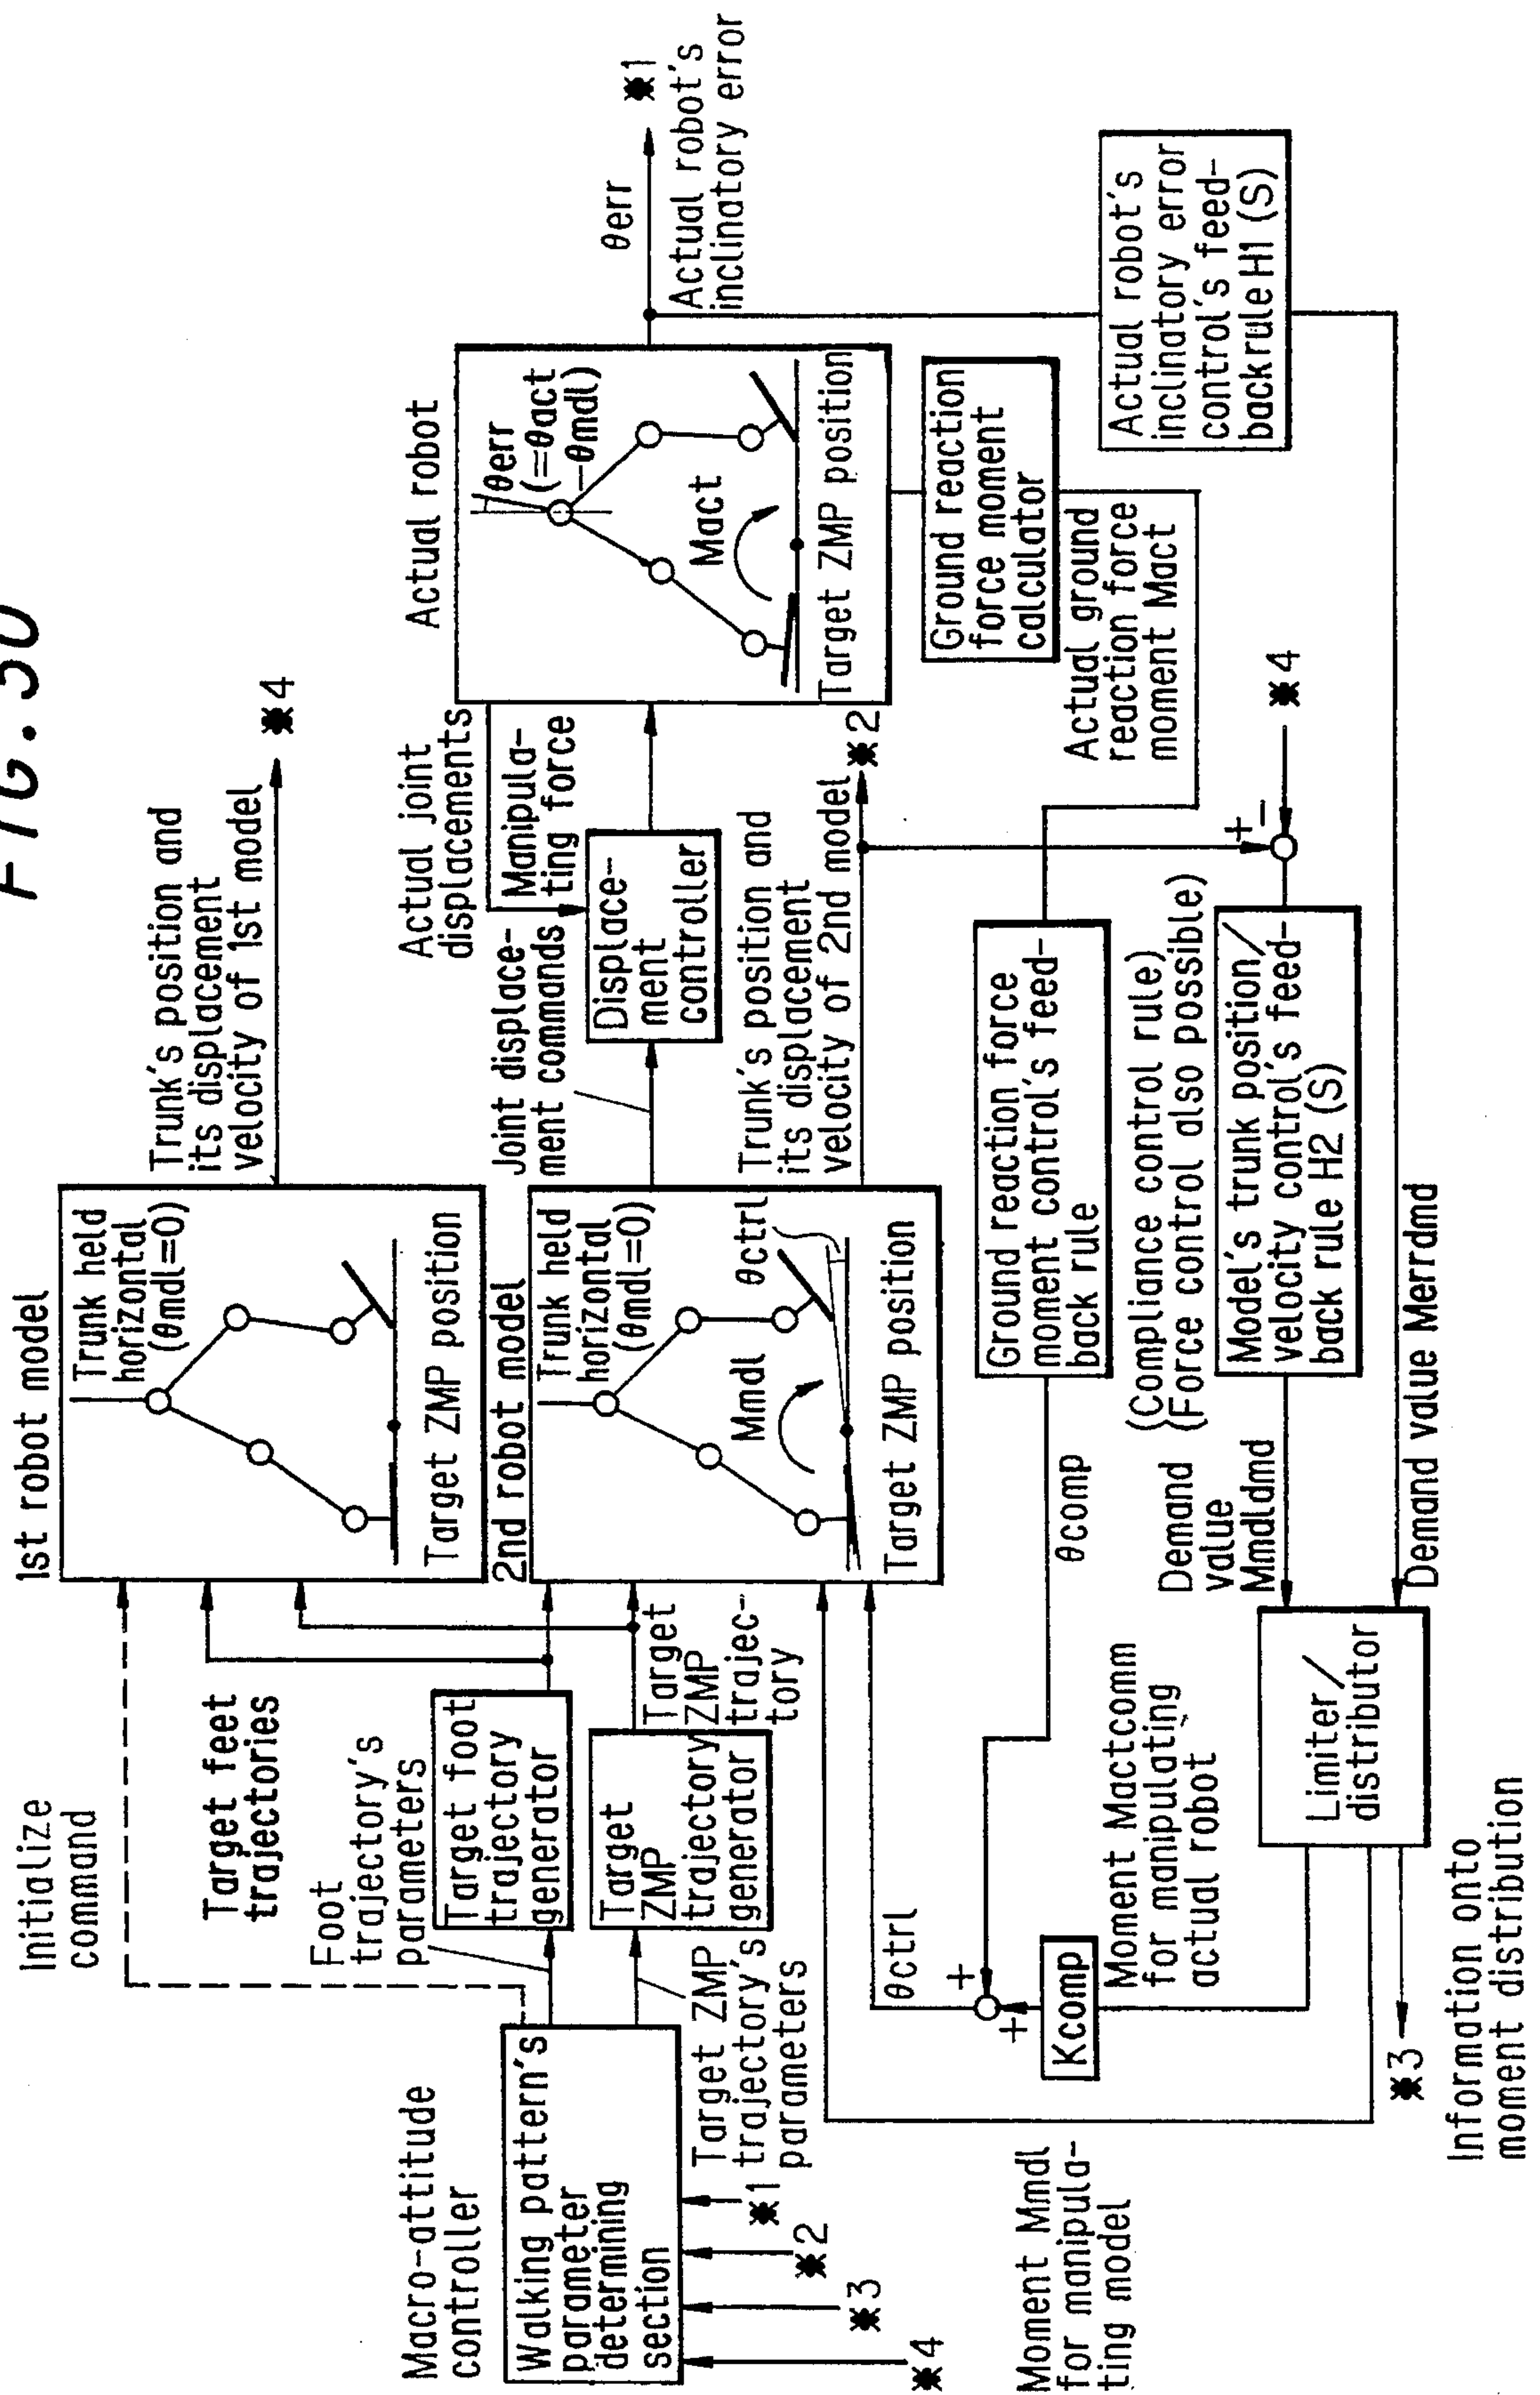 FIG. 30
1st robot model
Trunk held
horizontal
(θmdl=0)
Target ZMP position
Trunk's position and
its displacement
velocity of 1st model
※4
Initialize
command
Target feet
trajectories
Foot
trajectory's
parameters
Macro-attitude
controller
Walking pattern's
parameter
determining
section
※1
※2
※3
※4
Target foot
trajectory
generator
Target
ZMP
trajectory
generator
Target ZMP
trajectory's
parameters
Target
ZMP
trajec-
tory
2nd robot model
Trunk held
horizontal
(θmdl=0)
Mmdl
θctrl
Target ZMP position
Joint displace-
ment commands
Actual joint
displacements
Manipula-
ting force
Displace-
ment
controller
Trunk's position and
its displacement
velocity of 2nd model
※2
Actual robot
θerr
(=θact
-θmdl)
Mact
Target ZMP position
θerr
※1
Actual robot's
inclinatory error
Ground reaction
force moment
calculator
Actual ground
reaction force
moment Mact
Actual robot's
inclinatory error
control's feed-
back rule H1 (S)
Ground reaction force
moment control's feed-
back rule
(Compliance control rule)
(Force control also possible)
+
-
※4
Model's trunk position/
velocity control's feed-
back rule H2 (S)
θcomp
Demand
value
Mmdldmd
Demand value Merrdmd
Limiter/
distributor
Moment Mactcomm
for manipulating
actual robot
Kcomp
+
+
θctrl
Moment Mmdl
for manipula-
ting model
※3
Information onto
moment distribution